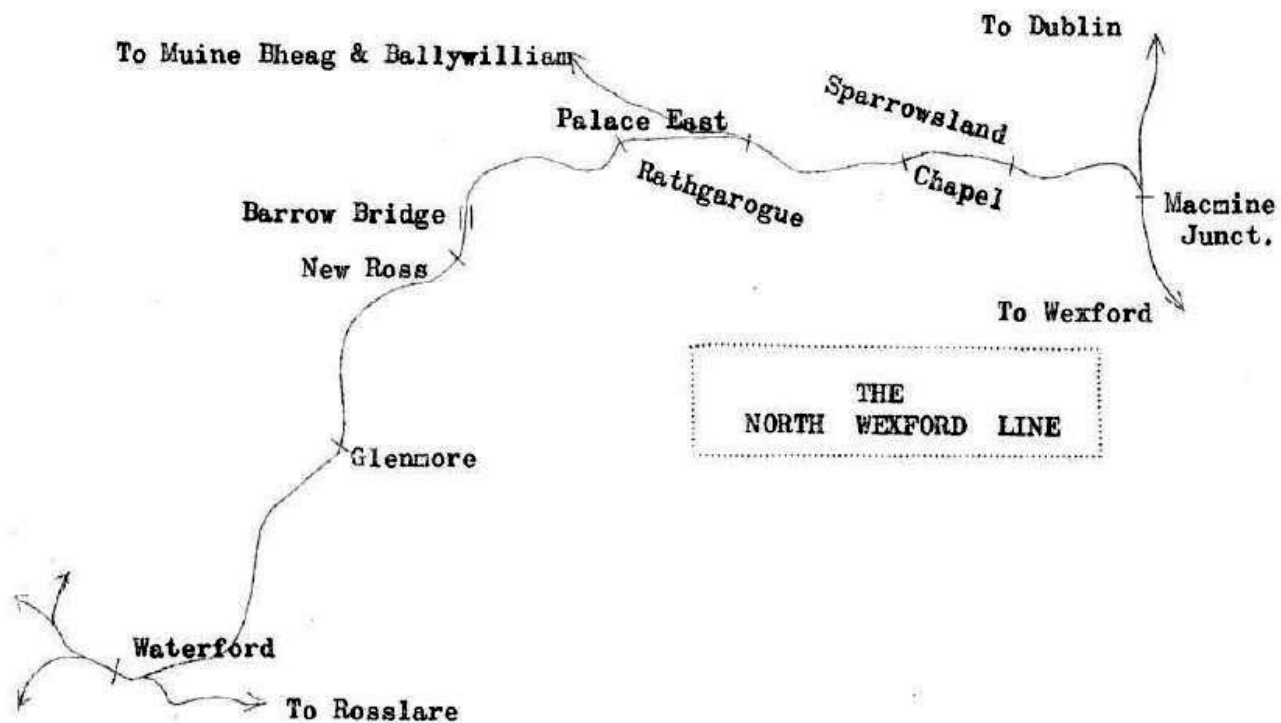 To Dublin
To Muine Bheag & Ballywilliam
Sparrowsland
Palace East
Rathgarogue
Chapel
Barrow Bridge
Macmine
Junct.
New Ross
To Wexford
THE
NORTH WEXFORD LINE
Glenmore
Waterford
To Rosslare